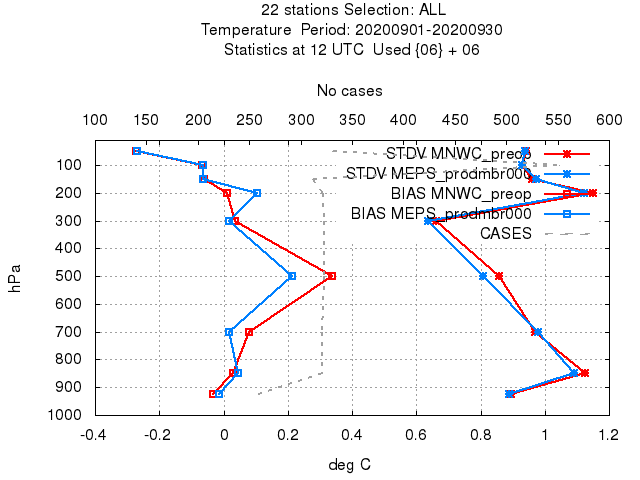 22 stations Selection: ALL
Temperature  Period: 20200901-20200930
Statistics at 12 UTC  Used {06} + 06
No cases
100 150 200 250 300 350 400 450 500 550 600
STDV MNWC_preop
STDV MEPS_prodmbr000
BIAS MNWC_preop
BIAS MEPS_prodmbr000
CASES
hPa
100
200
300
400
500
600
700
800
900
1000
-0.4 -0.2 0 0.2 0.4 0.6 0.8 1 1.2
deg C